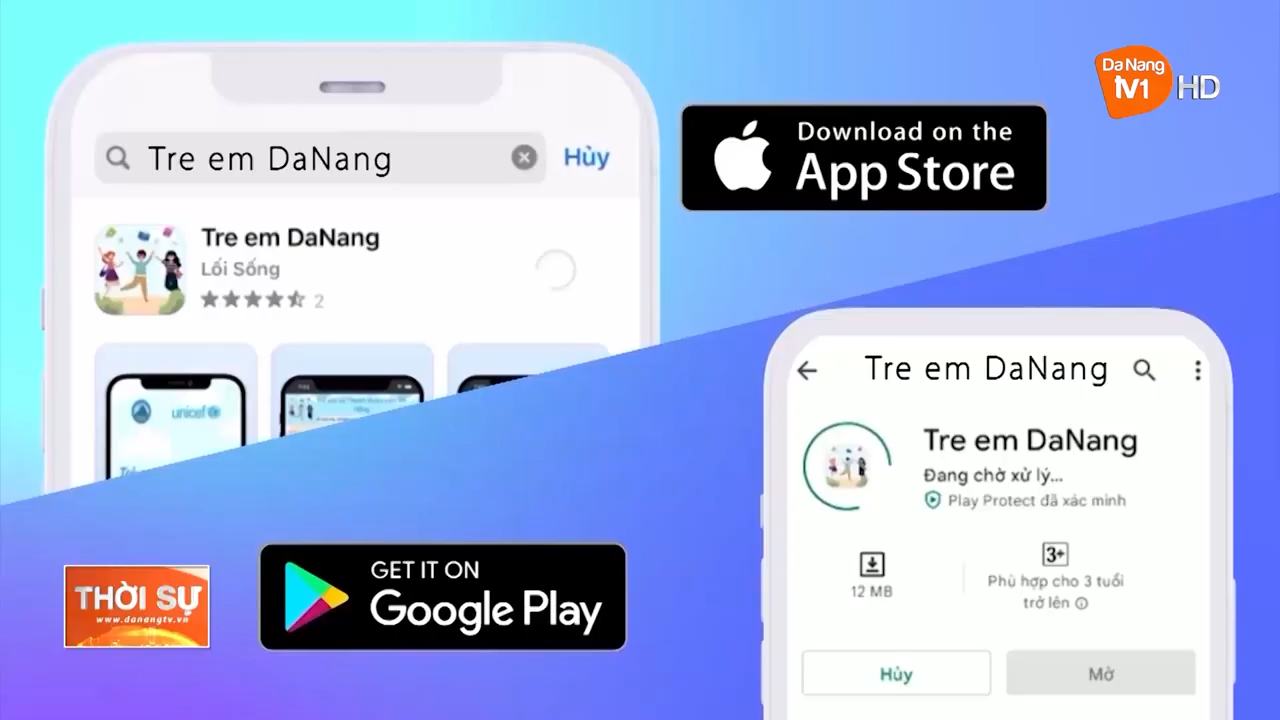 Da Nang
TV1 HD
Tre em DaNang
Hủy
Download on the
App Store
Tre em DaNang
Lối Sống
2
unicef
Tre em DaNang
Tre em DaNang
Đang chờ xử lý...
Play Protect đã xác minh
3+
12 MB
Phù hợp cho 3 tuổi
trở lên
Hủy
Mở
THỜI SỰ
www.danangtv.vn
GET IT ON
Google Play